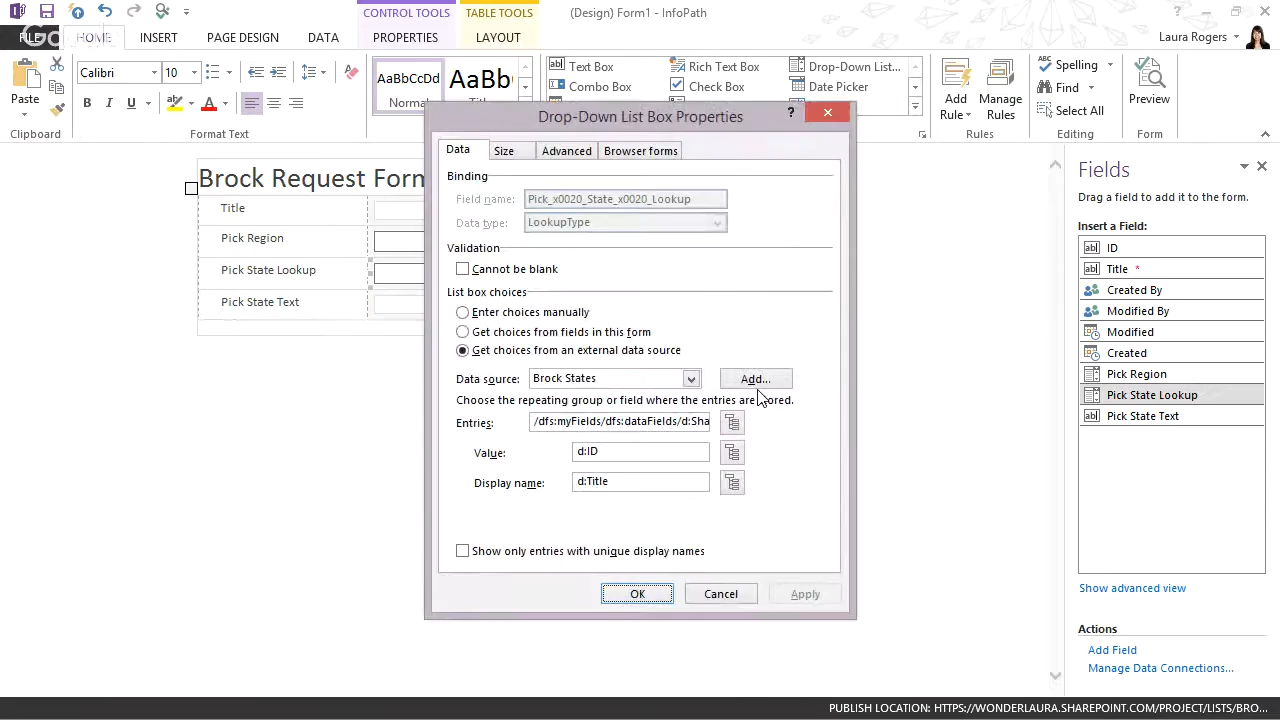 (Design) Form1 - InfoPath
CONTROL TOOLS
TABLE TOOLS
FILE
HOME
INSERT
PAGE DESIGN
DATA
PROPERTIES
LAYOUT
Laura Rogers
Paste
Clipboard
Calibri
10
B I U
Format Text
AaBbCcDd
AaBb
Text Box
Combo Box
Rich Text Box
Check Box
Drop-Down List...
Date Picker
Add
Rules
Manage
Rules
Rules
Spelling
Find
Select All
Editing
Preview
Form
Brock Request Form
Title
Pick Region
Pick State Lookup
Pick State Text
Drop-Down List Box Properties
?
Data
Size
Advanced
Browser forms
Binding
Field name:
Pick_x0020_State_x0020_Lookup
Data type:
LookupType
Validation
Cannot be blank
List box choices
Enter choices manually
Get choices from fields in this form
Get choices from an external data source
Data source:
Brock States
Add...
Choose the repeating group or field where the entries are stored.
Entries:
/dfs:myFields/dfs:dataFields/d:Sha
Value:
d:ID
Display name:
d:Title
Show only entries with unique display names
OK
Cancel
Apply
Fields
Drag a field to add it to the form.
Insert a Field:
ID
Title *
Created By
Modified By
Modified
Created
Pick Region
Pick State Lookup
Pick State Text
Show advanced view
Actions
Add Field
Manage Data Connections...
PUBLISH LOCATION: HTTPS://WONDERLAURA.SHAREPOINT.COM/PROJECT/LISTS/BRO...